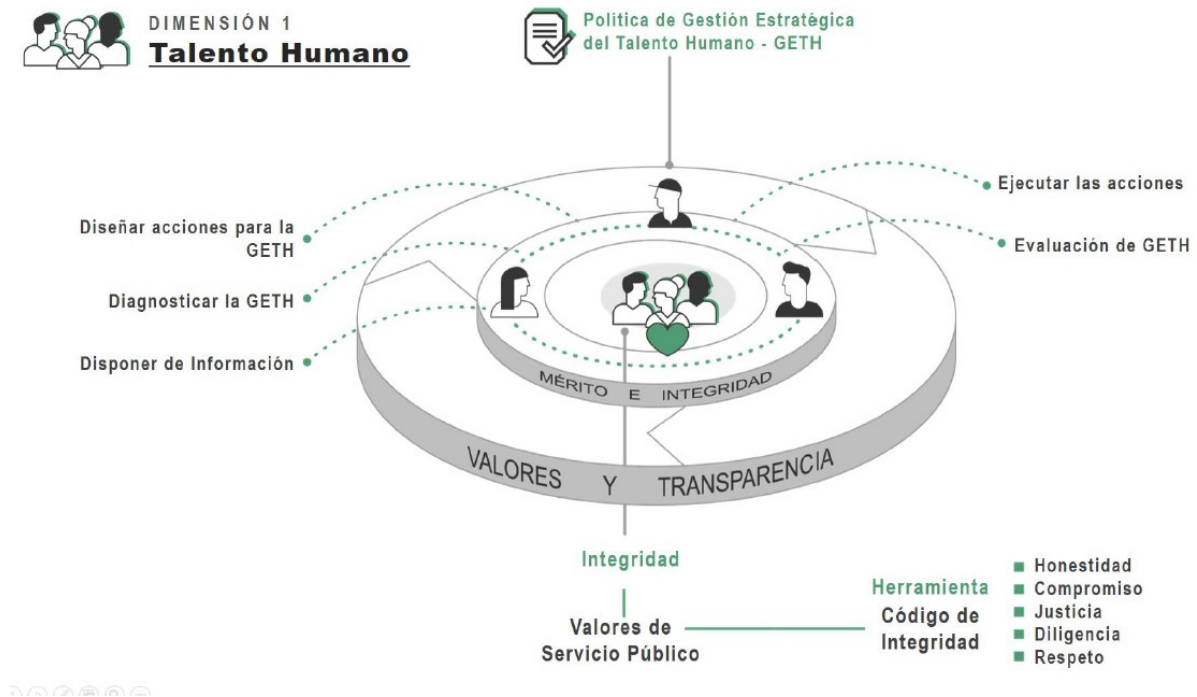 DIMENSIÓN 1
Talento Humano
Política de Gestión Estratégica
del Talento Humano - GETH
Diseñar acciones para la
GETH
Diagnosticar la GETH
Disponer de Información
Ejecutar las acciones
Evaluación de GETH
MÉRITO E INTEGRIDAD
VALORES Y TRANSPARENCIA
Integridad
Valores de
Servicio Público
Herramienta
Código de
Integridad
Honestidad
Compromiso
Justicia
Diligencia
Respeto